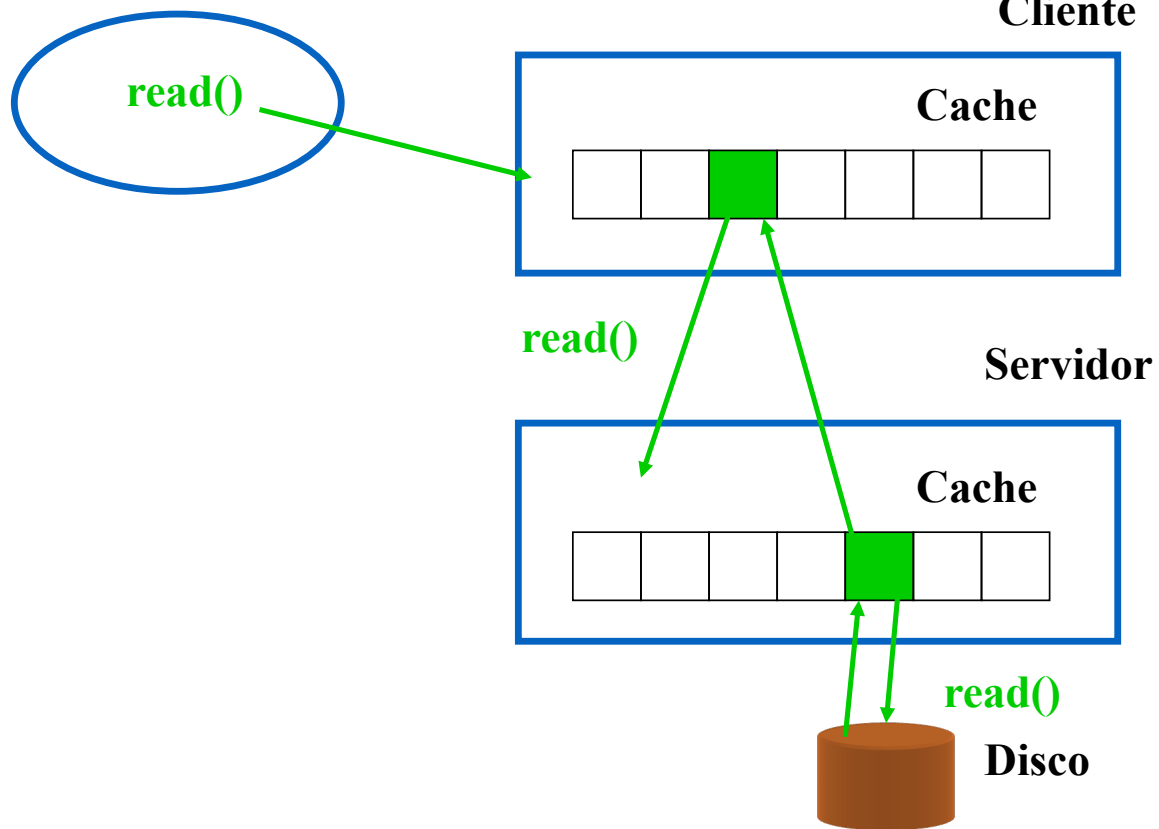 Cliente
read()
Cache
read()
Servidor
Cache
read()
Disco